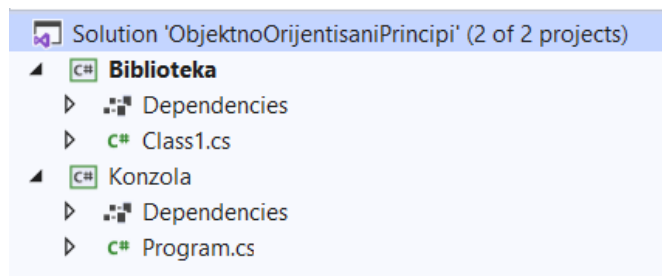 Solution 'ObjektnoOrijentisaniPrincipi' (2 of 2 projects)
C# Biblioteka
Dependencies
C# Class1.cs
C# Konzola
Dependencies
C# Program.cs